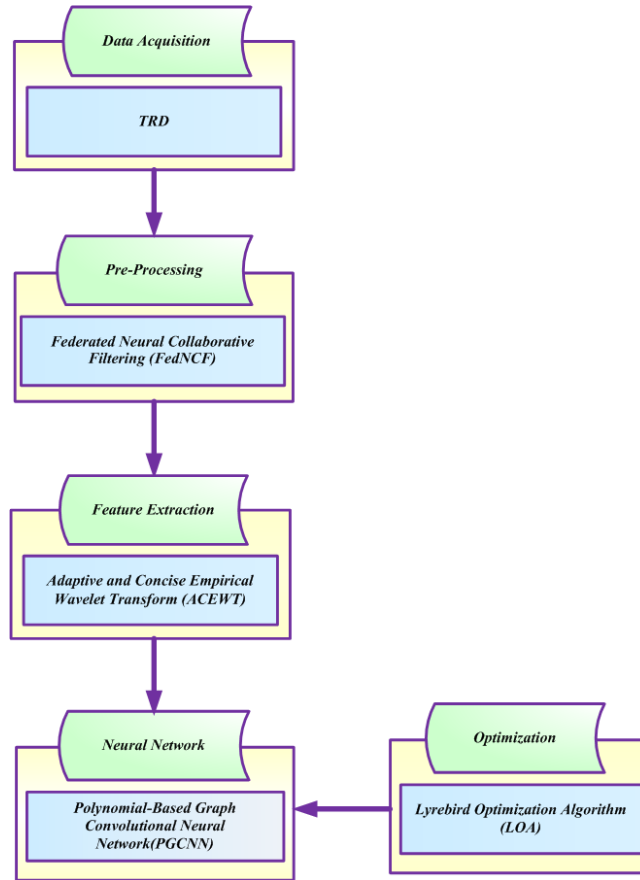 Data Acquisition
TRD
Pre-Processing
Federated Neural Collaborative
Filtering (FedNCF)
Feature Extraction
Adaptive and Concise Empirical
Wavelet Transform (ACEWT)
Neural Network
Polynomial-Based Graph
Convolutional Neural
Network(PGCNN)
Optimization
Lyrebird Optimization Algorithm
(LOA)